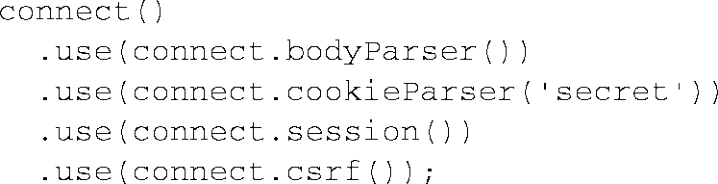 connect()
  .use(connect.bodyParser())
  .use(connect.cookieParser('secret'))
  .use(connect.session())
  .use(connect.csrf());